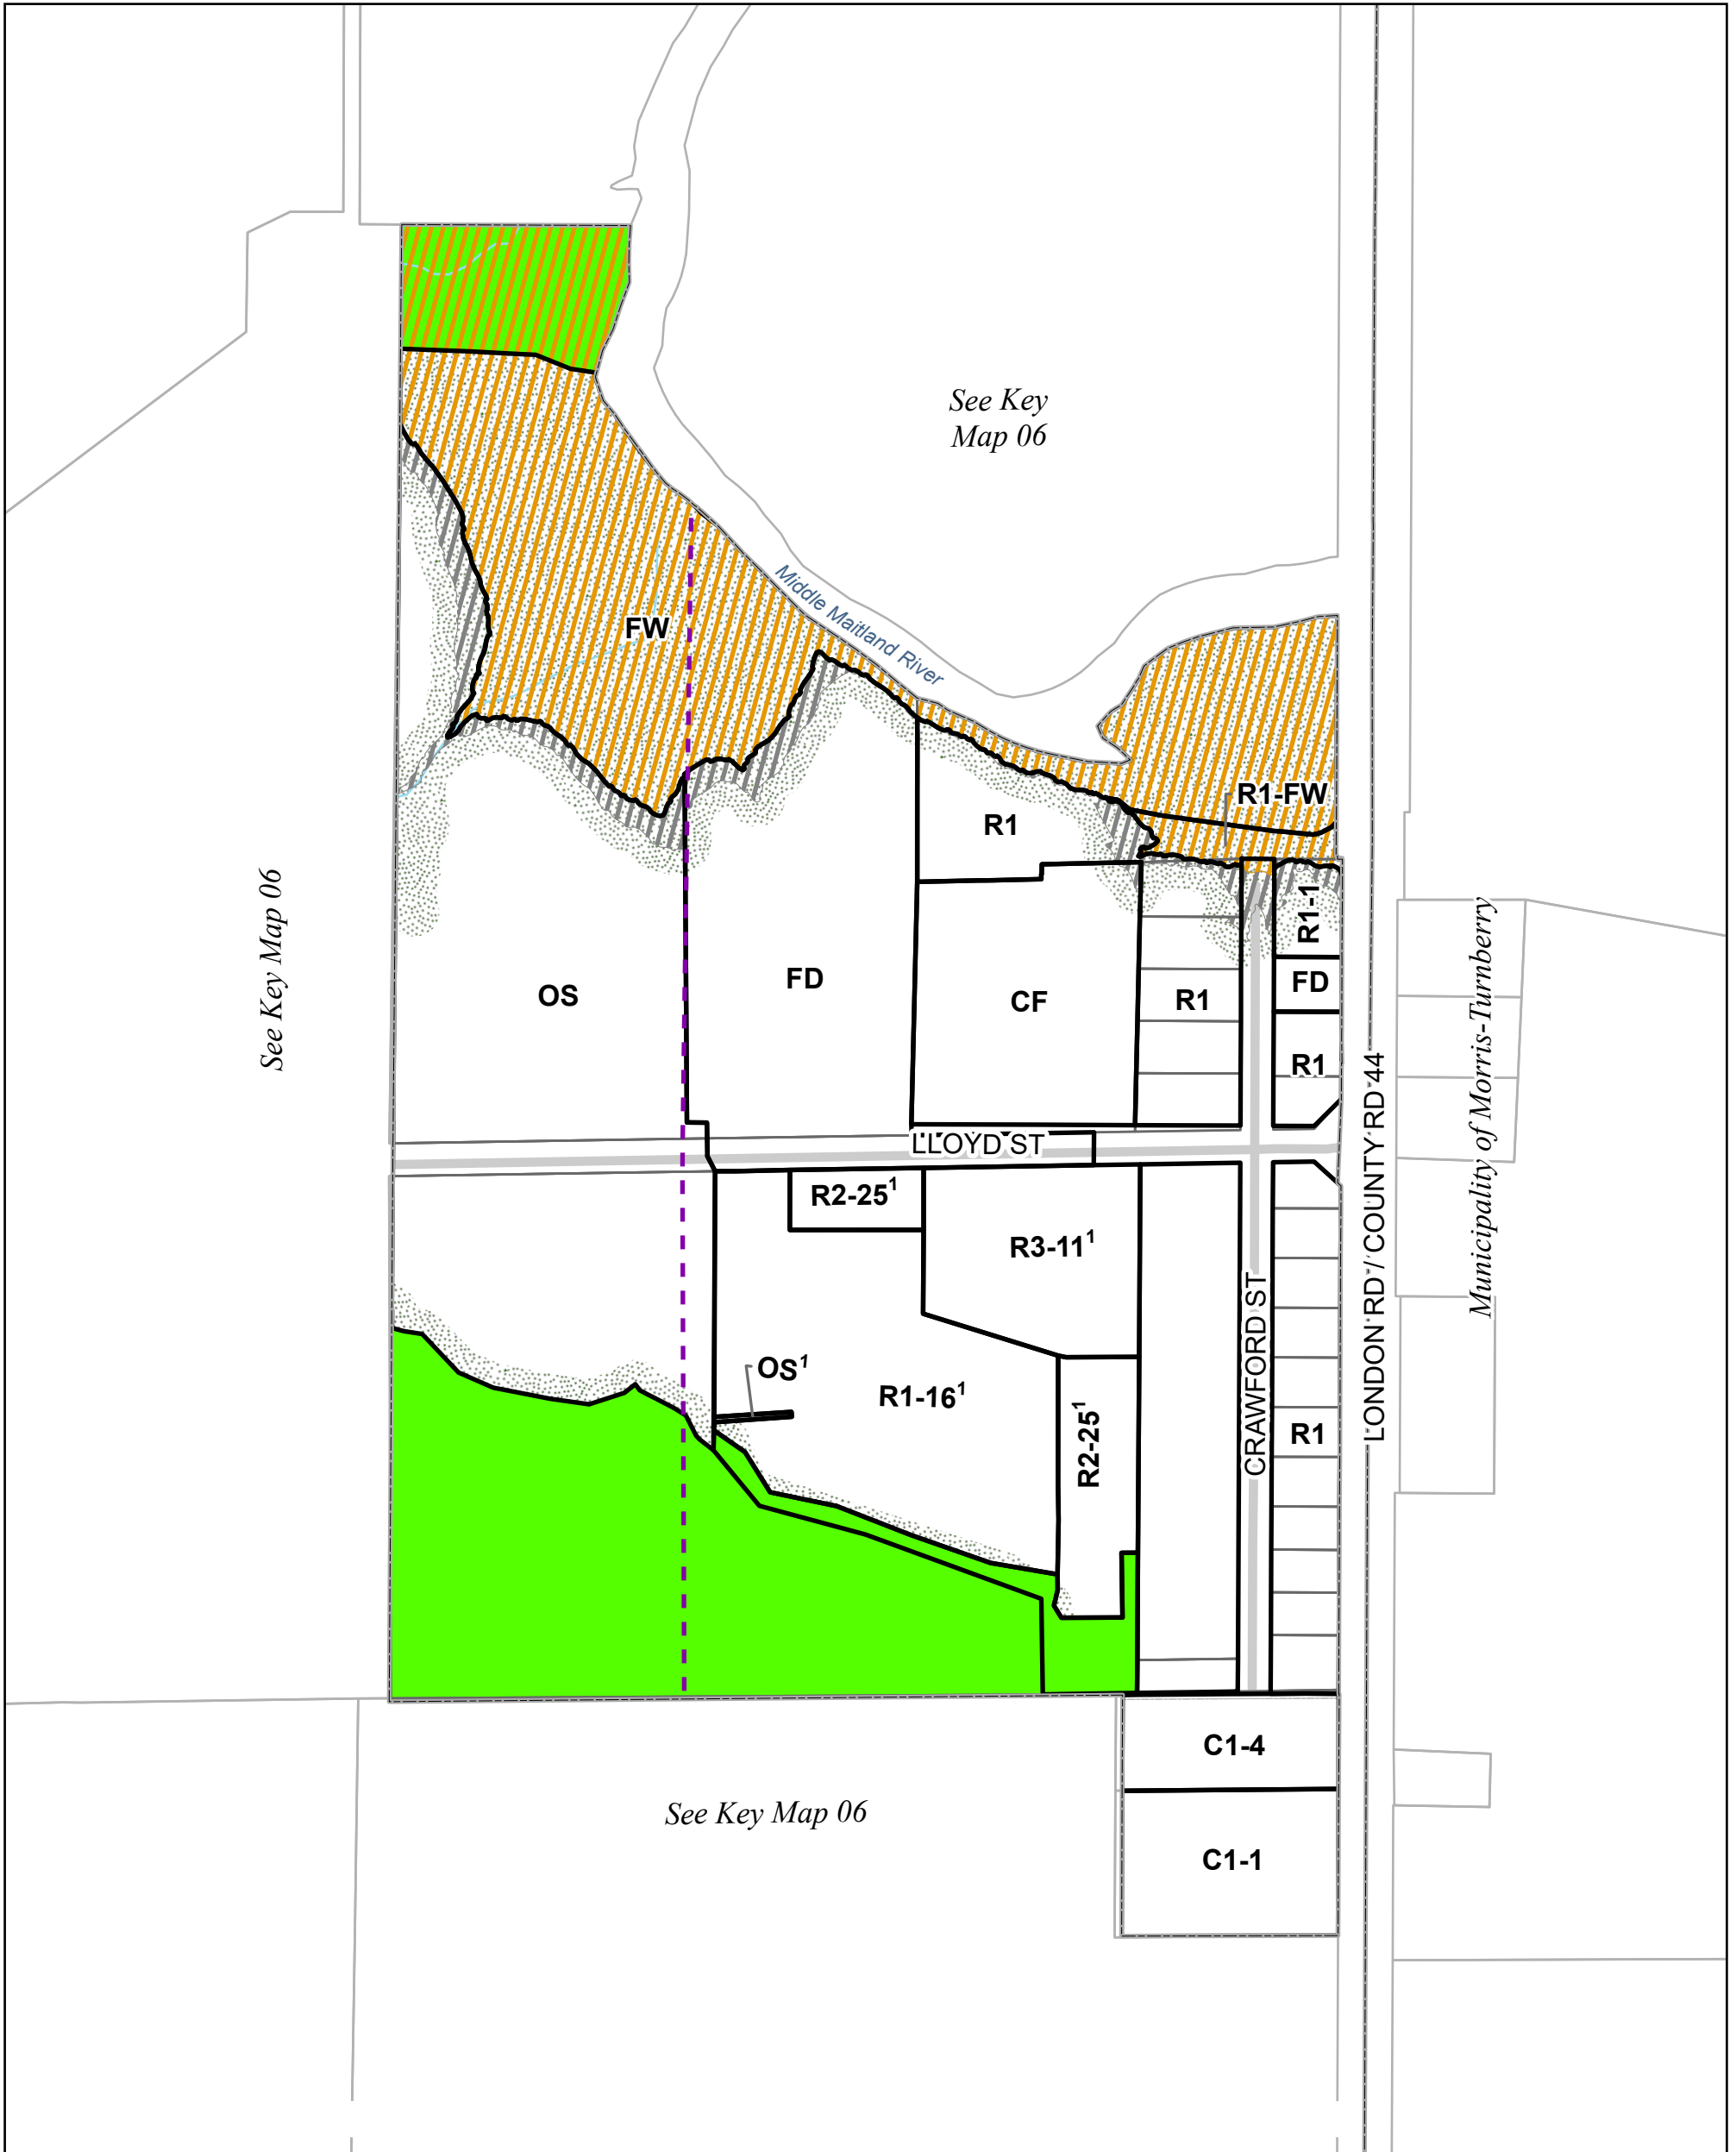 See Key
Map 06
Middle Maitland River
FW
R1-FW
R1
See Key Map 06
R1-1
FD
FD
OS
CF
R1
R1
Municipality of Morris-Turnberry
LONDON RD / COUNTY RD 44
LLOYD ST
R2-25¹
R3-11¹
CRAWFORD ST
OS¹
R1-16¹
R2-25¹
R1
C1-4
See Key Map 06
C1-1